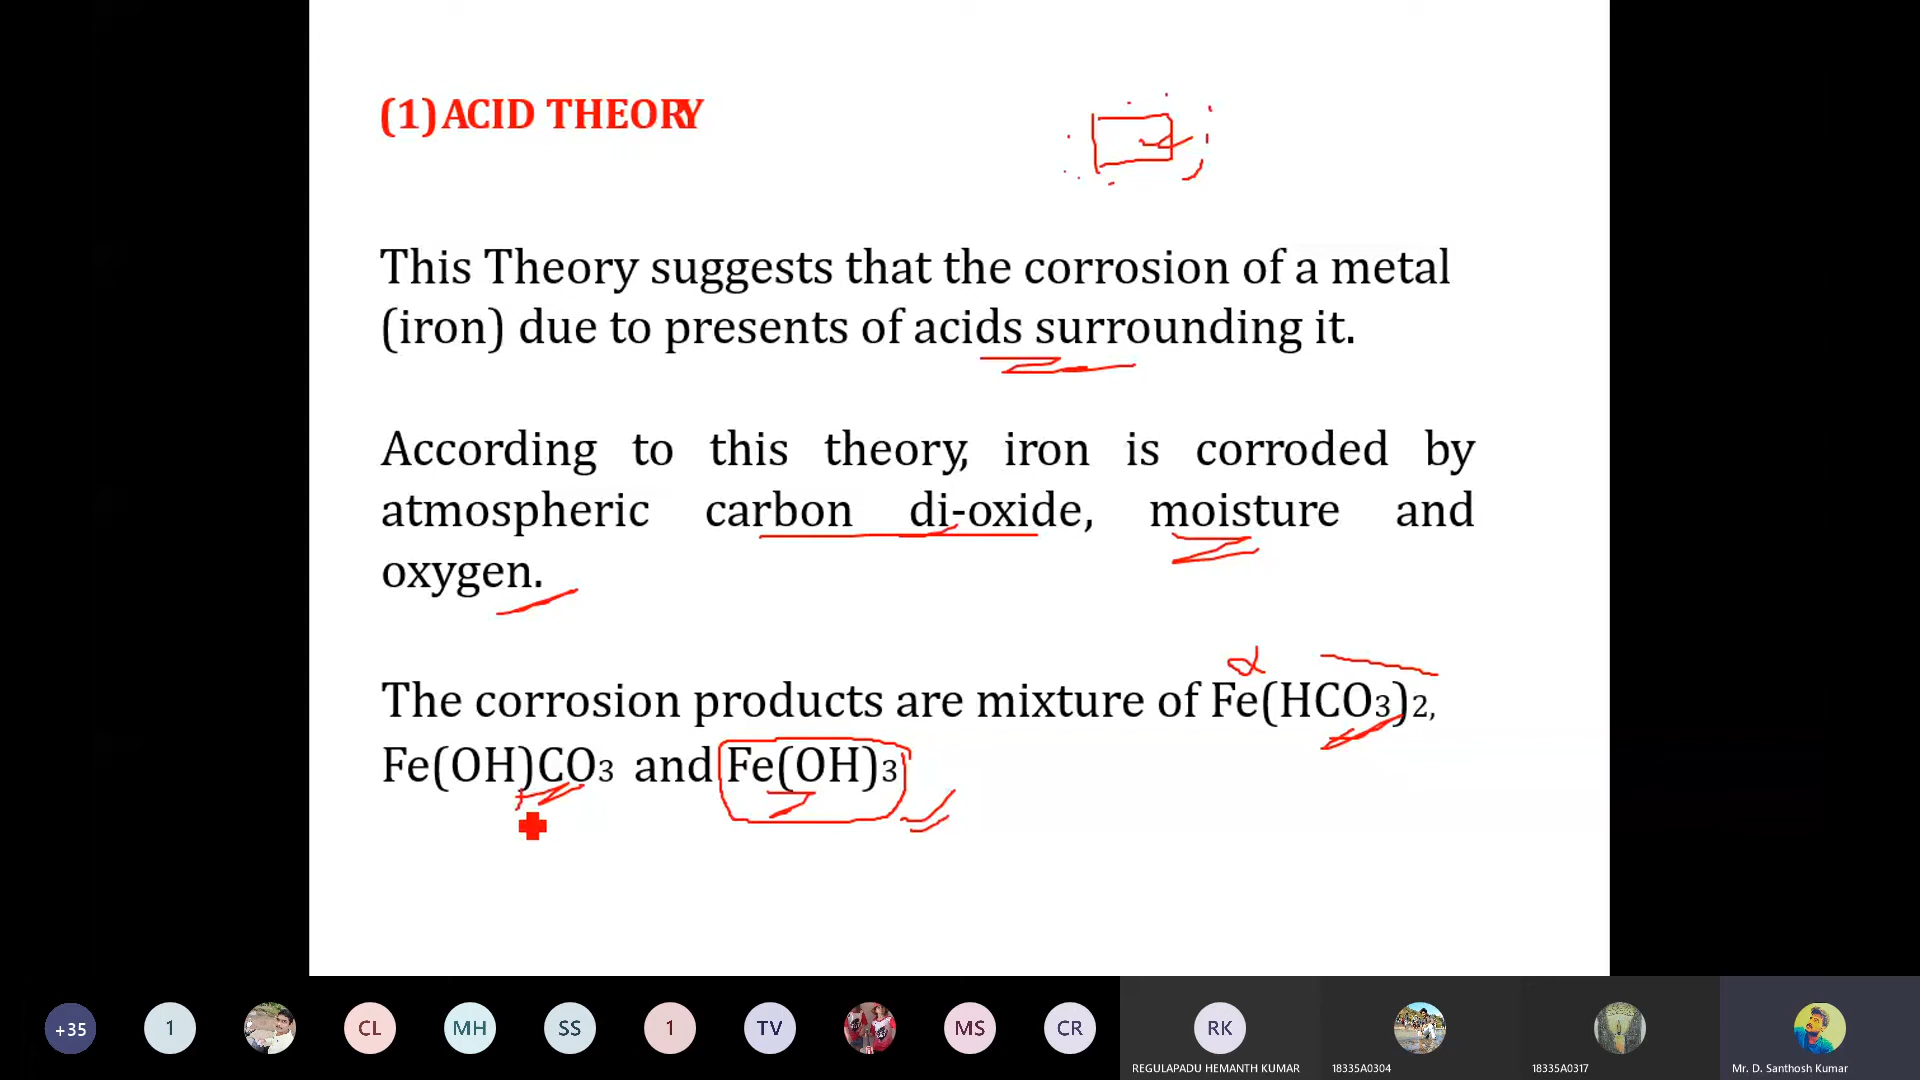 (1) ACID THEORY
This Theory suggests that the corrosion of a metal
(iron) due to presents of acids surrounding it.
According to this theory, iron is corroded by
atmospheric carbon di-oxide, moisture and
oxygen.
The corrosion products are mixture of Fe(HCO3)2,
Fe(OH)CO3 and Fe(OH)3
+35 1 CL MH SS 1 TV MS CR RK
REGULAPADU HEMANTH KUMAR 18335A0304 18335A0317 Mr. D. Santhosh Kumar